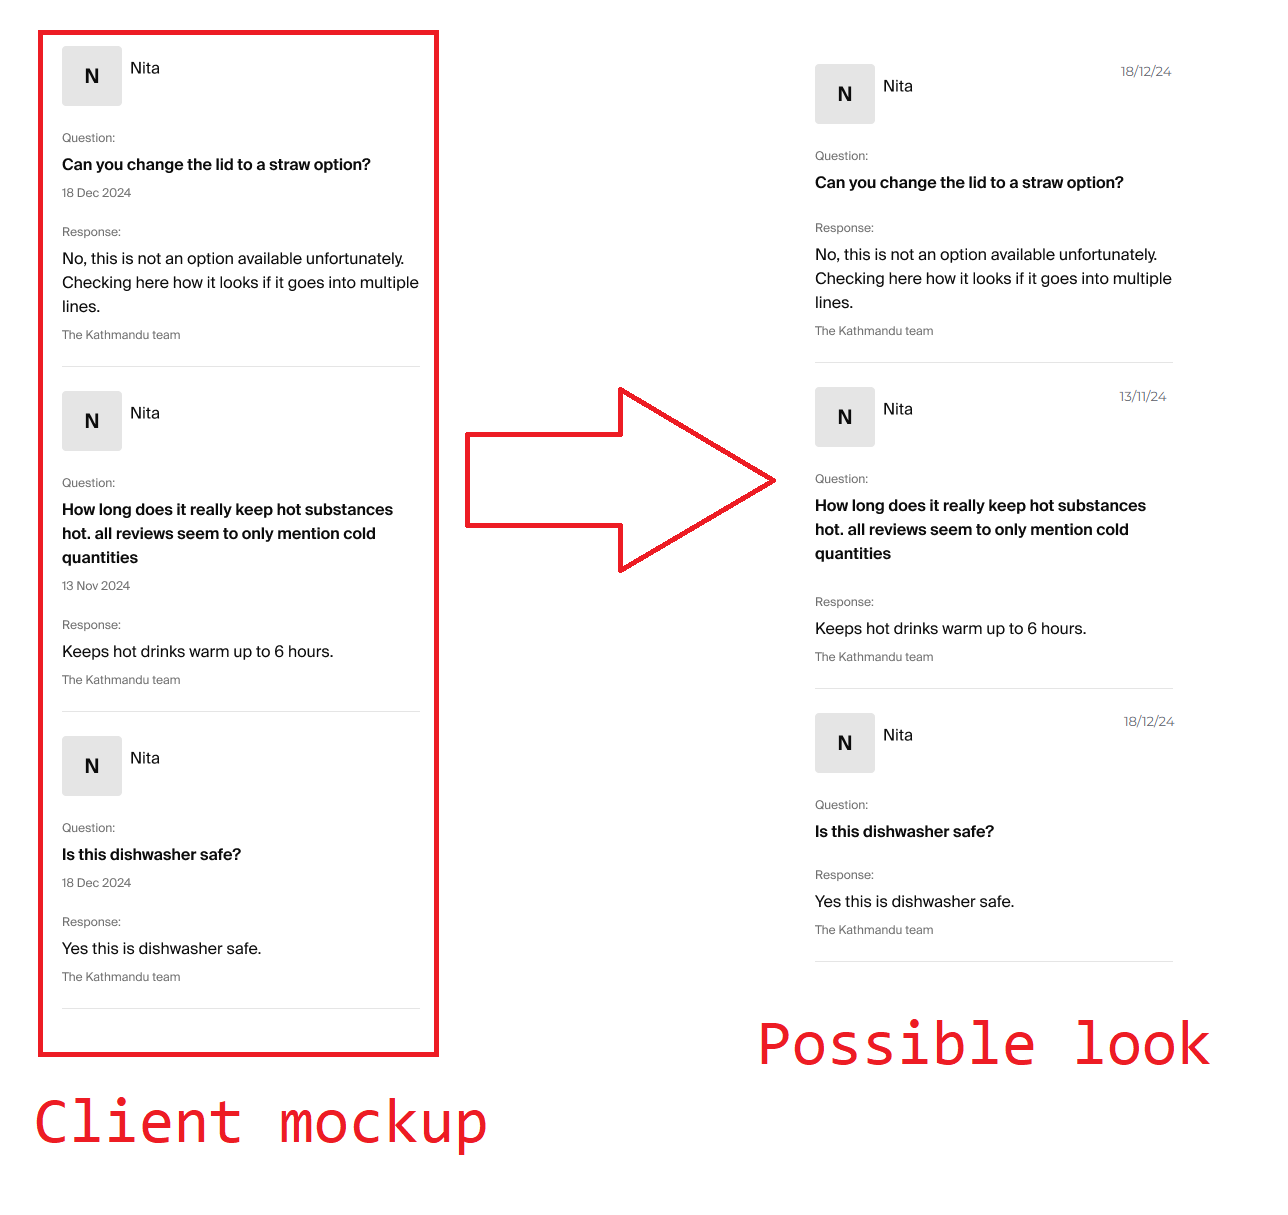 N
Nita
Question:
Can you change the lid to a straw option?
18 Dec 2024
Response:
No, this is not an option available unfortunately.
Checking here how it looks if it goes into multiple
lines.
The Kathmandu team
N
Nita
Question:
How long does it really keep hot substances
hot. all reviews seem to only mention cold
quantities
13 Nov 2024
Response:
Keeps hot drinks warm up to 6 hours.
The Kathmandu team
N
Nita
Question:
Is this dishwasher safe?
18 Dec 2024
Response:
Yes this is dishwasher safe.
The Kathmandu team
Client mockup
N
Nita
18/12/24
Question:
Can you change the lid to a straw option?
Response:
No, this is not an option available unfortunately.
Checking here how it looks if it goes into multiple
lines.
The Kathmandu team
N
Nita
13/11/24
Question:
How long does it really keep hot substances
hot. all reviews seem to only mention cold
quantities
Response:
Keeps hot drinks warm up to 6 hours.
The Kathmandu team
N
Nita
18/12/24
Question:
Is this dishwasher safe?
Response:
Yes this is dishwasher safe.
The Kathmandu team
Possible look